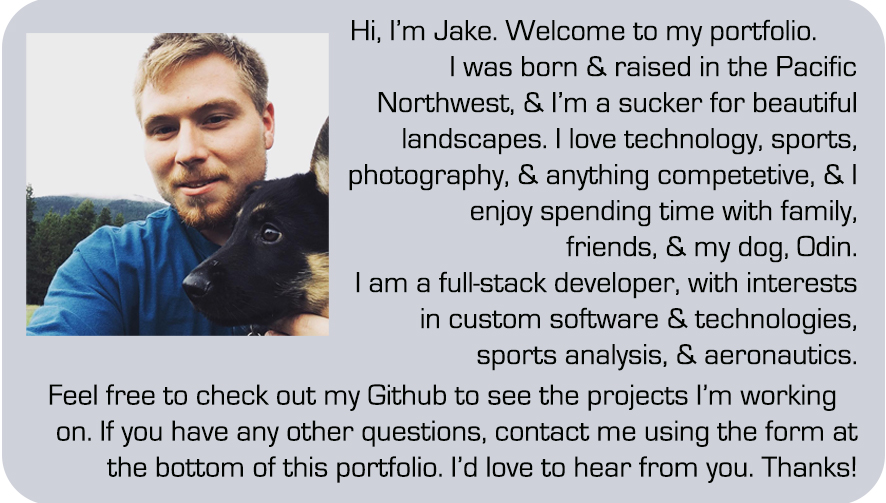 Hi, I'm Jake. Welcome to my portfolio.
I was born & raised in the Pacific
Northwest, & I'm a sucker for beautiful
landscapes. I love technology, sports,
photography, & anything competetive, & I
enjoy spending time with family,
friends, & my dog, Odin.
I am a full-stack developer, with interests
in custom software & technologies,
sports analysis, & aeronautics.
Feel free to check out my Github to see the projects I'm working
on. If you have any other questions, contact me using the form at
the bottom of this portfolio. I'd love to hear from you. Thanks!